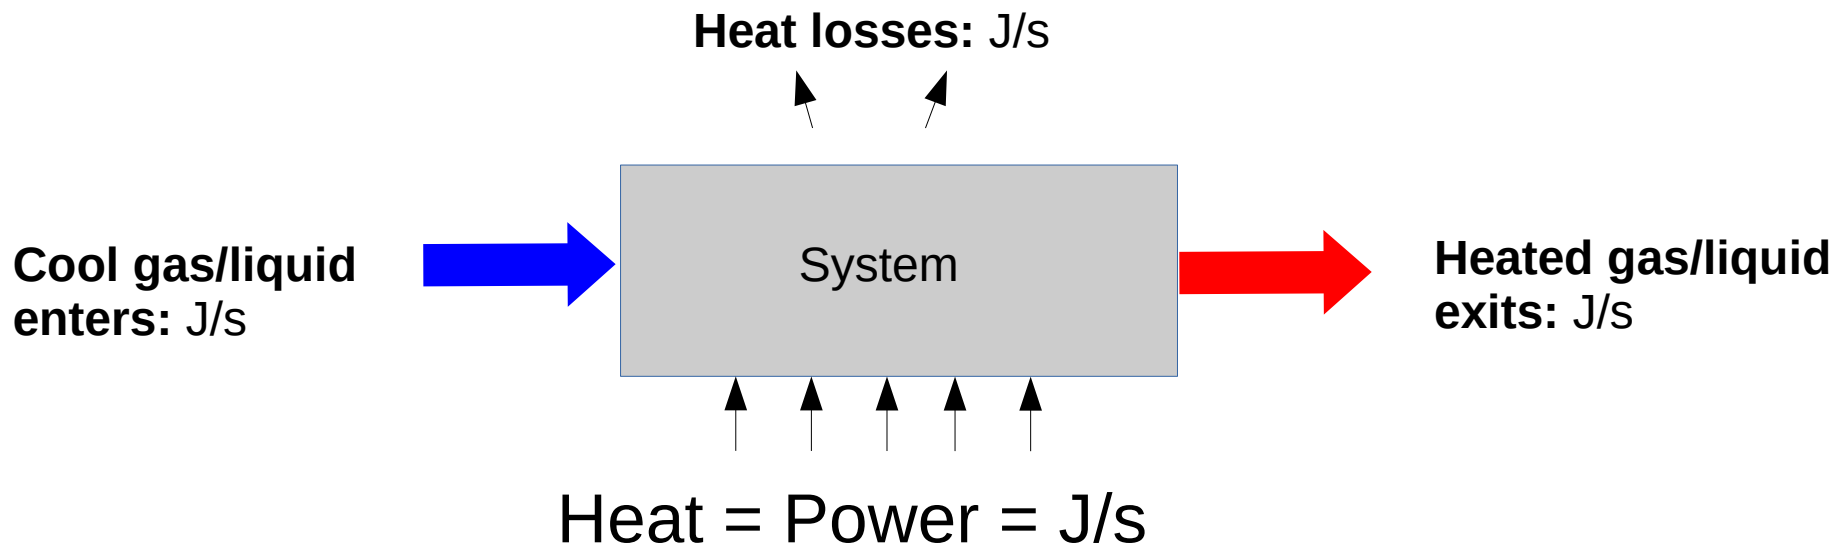 Heat losses: J/s
Cool gas/liquid
enters: J/s
System
Heated gas/liquid
exits: J/s
Heat = Power = J/s